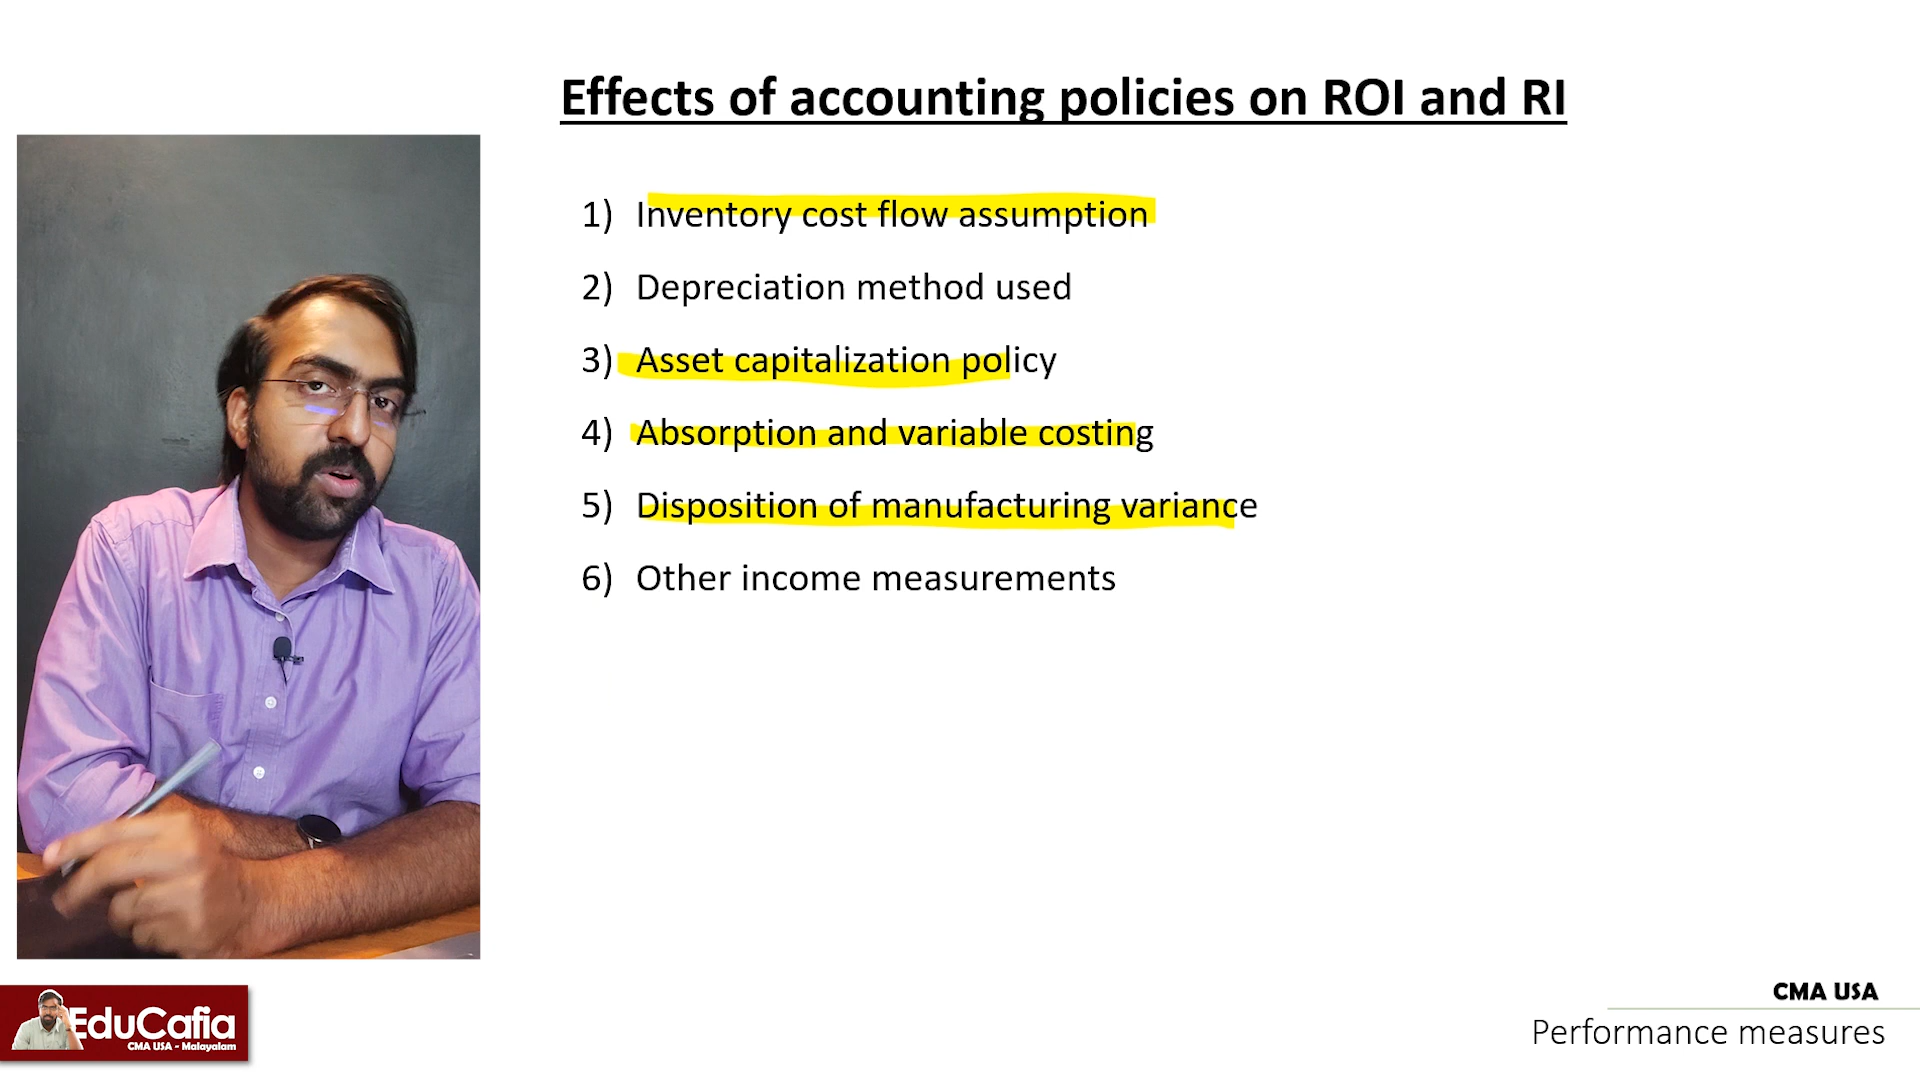 Effects of accounting policies on ROI and RI
1) Inventory cost flow assumption
2) Depreciation method used
3) Asset capitalization policy
4) Absorption and variable costing
5) Disposition of manufacturing variance
6) Other income measurements
EduCafia
CMA USA - Malayalam
CMA USA
Performance measures